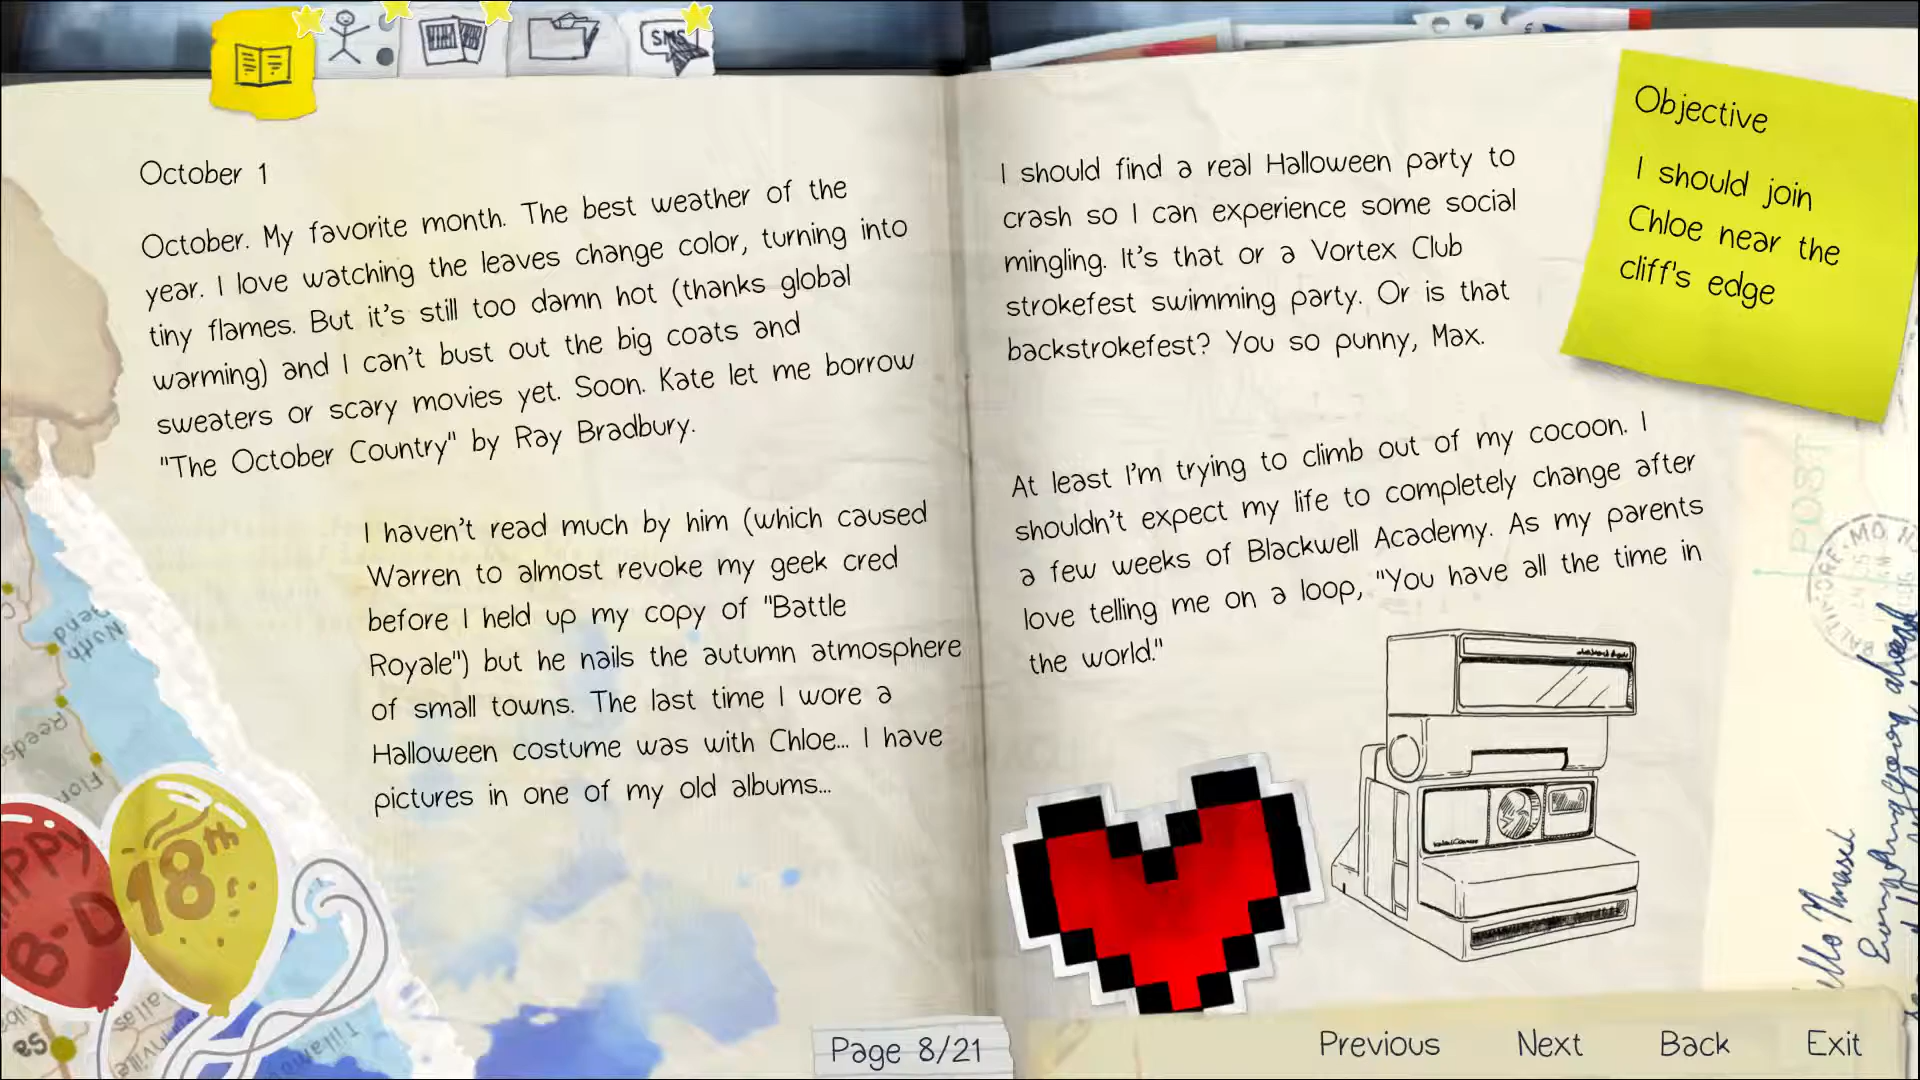 SMS
October 1
October. My favorite month. The best weather of the
year. I love watching the leaves change color, turning into
tiny flames. But it's still too damn hot (thanks global
warming) and I can't bust out the big coats and
sweaters or scary movies yet. Soon. Kate let me borrow
"The October Country" by Ray Bradbury.
I haven't read much by him (which caused
Warren to almost revoke my geek cred
before I held up my copy of "Battle
Royale") but he nails the autumn atmosphere
of small towns. The last time I wore a
Halloween costume was with Chloe... I have
pictures in one of my old albums...
North
Bend
Reedsp
Flor
HAPPY
B-D
18th
Page 8/21
I should find a real Halloween party to
crash so I can experience some social
mingling. It's that or a Vortex Club
strokefest swimming party. Or is that
backstrokefest? You so punny, Max.
At least I'm trying to climb out of my cocoon. I
shouldn't expect my life to completely change after
a few weeks of Blackwell Academy. As my parents
love telling me on a loop, "You have all the time in
the world."
Objective
I should join
Chloe near the
cliff's edge
POST
BALTIMORE, MD.
Previous
Next
Back
Exit